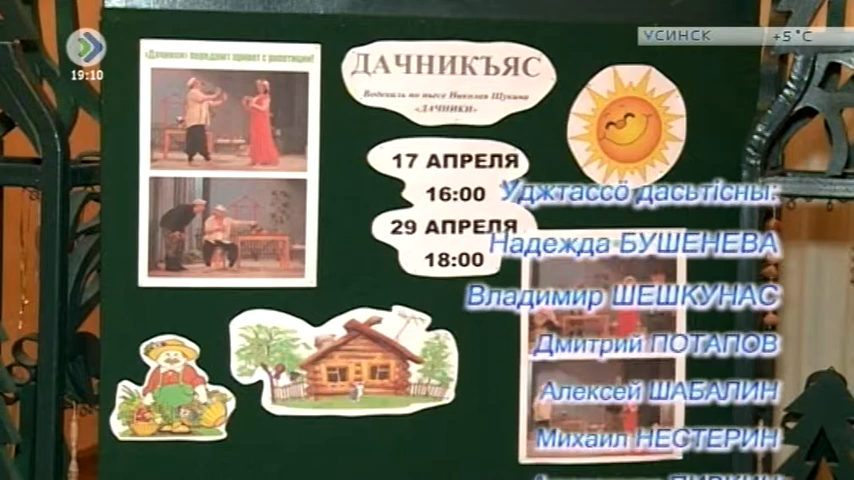 УСИНСК +5°C
19:10
«Дачники» передают привет с репетиции!
ДАЧНИКЪЯС
Водевиль по пьесе Николая Щукина
«ДАЧНИКИ»
17 АПРЕЛЯ
16:00
29 АПРЕЛЯ
18:00
Уджтассӧ дасьтісны:
Надежда БУШЕНЕВА
Владимир ШЕШКУНАС
Дмитрий ПОТАПОВ
Алексей ШАБАЛИН
Михаил НЕСТЕРИН